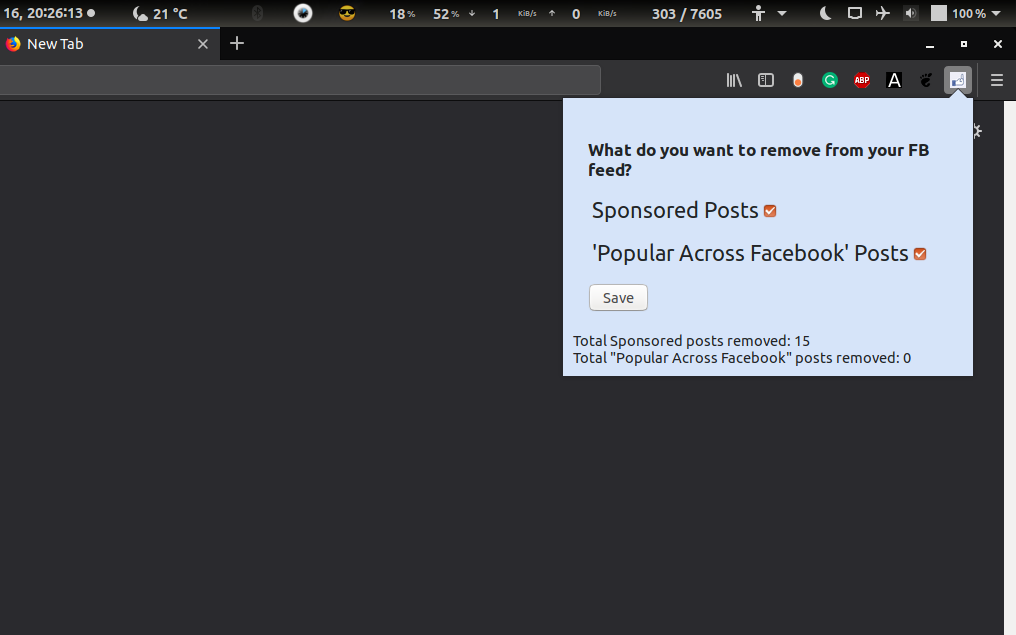 16, 20:26:13 21 °C 18 % 52 % 1 KiB/s 0 KiB/s 303 / 7605 100 %
New Tab
ABP A
What do you want to remove from your FB
feed?
Sponsored Posts
'Popular Across Facebook' Posts
Save
Total Sponsored posts removed: 15
Total "Popular Across Facebook" posts removed: 0